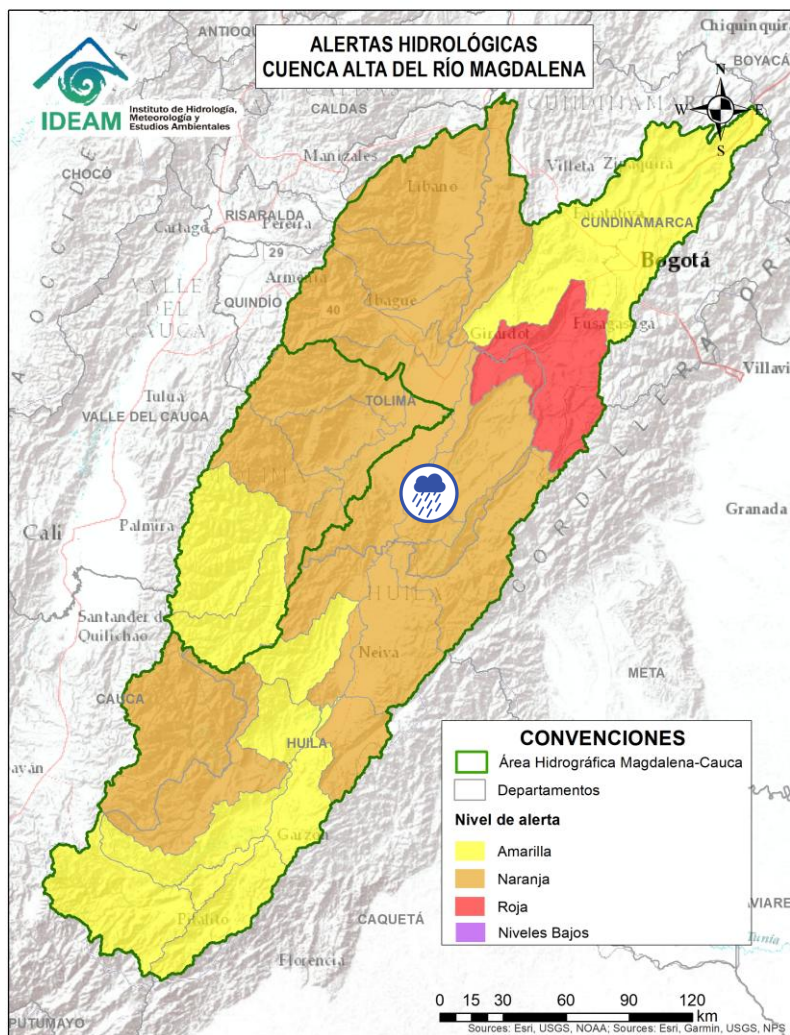 ALERTAS HIDROLÓGICAS
CUENCA ALTA DEL RÍO MAGDALENA
IDEAM
Instituto de Hidrología,
Meteorología y
Estudios Ambientales
Chiquinquirá
BOYACÁ
CALDAS
CHOCÓ
Manizales
Líbano
Villeta
Zipaquirá
N
W
E
S
RISARALDA
Cartago
Pereira
29
Armenia
QUINDÍO
40
Ibagué
Facatativá
CUNDINAMARCA
Bogotá
Girardot
Fusagasuga
VALLE
DEL
CAUCA
Tuluá
VALLE DEL CAUCA
TOLIMA
Cali
Palmira
Granada
CORDILLERA
Santander de
Quilichao
HUILA
Neiva
META
CAUCA
HUILA
Garzón
Pitalito
Florencia
CAQUETÁ
PUTUMAYO
CONVENCIONES
Área Hidrográfica Magdalena-Cauca
Departamentos
Nivel de alerta
Amarilla
Naranja
Roja
Niveles Bajos
0 15 30 60 90 120
km
Sources: Esri, USGS, NOAA; Sources: Esri, Garmin, USGS, NPS